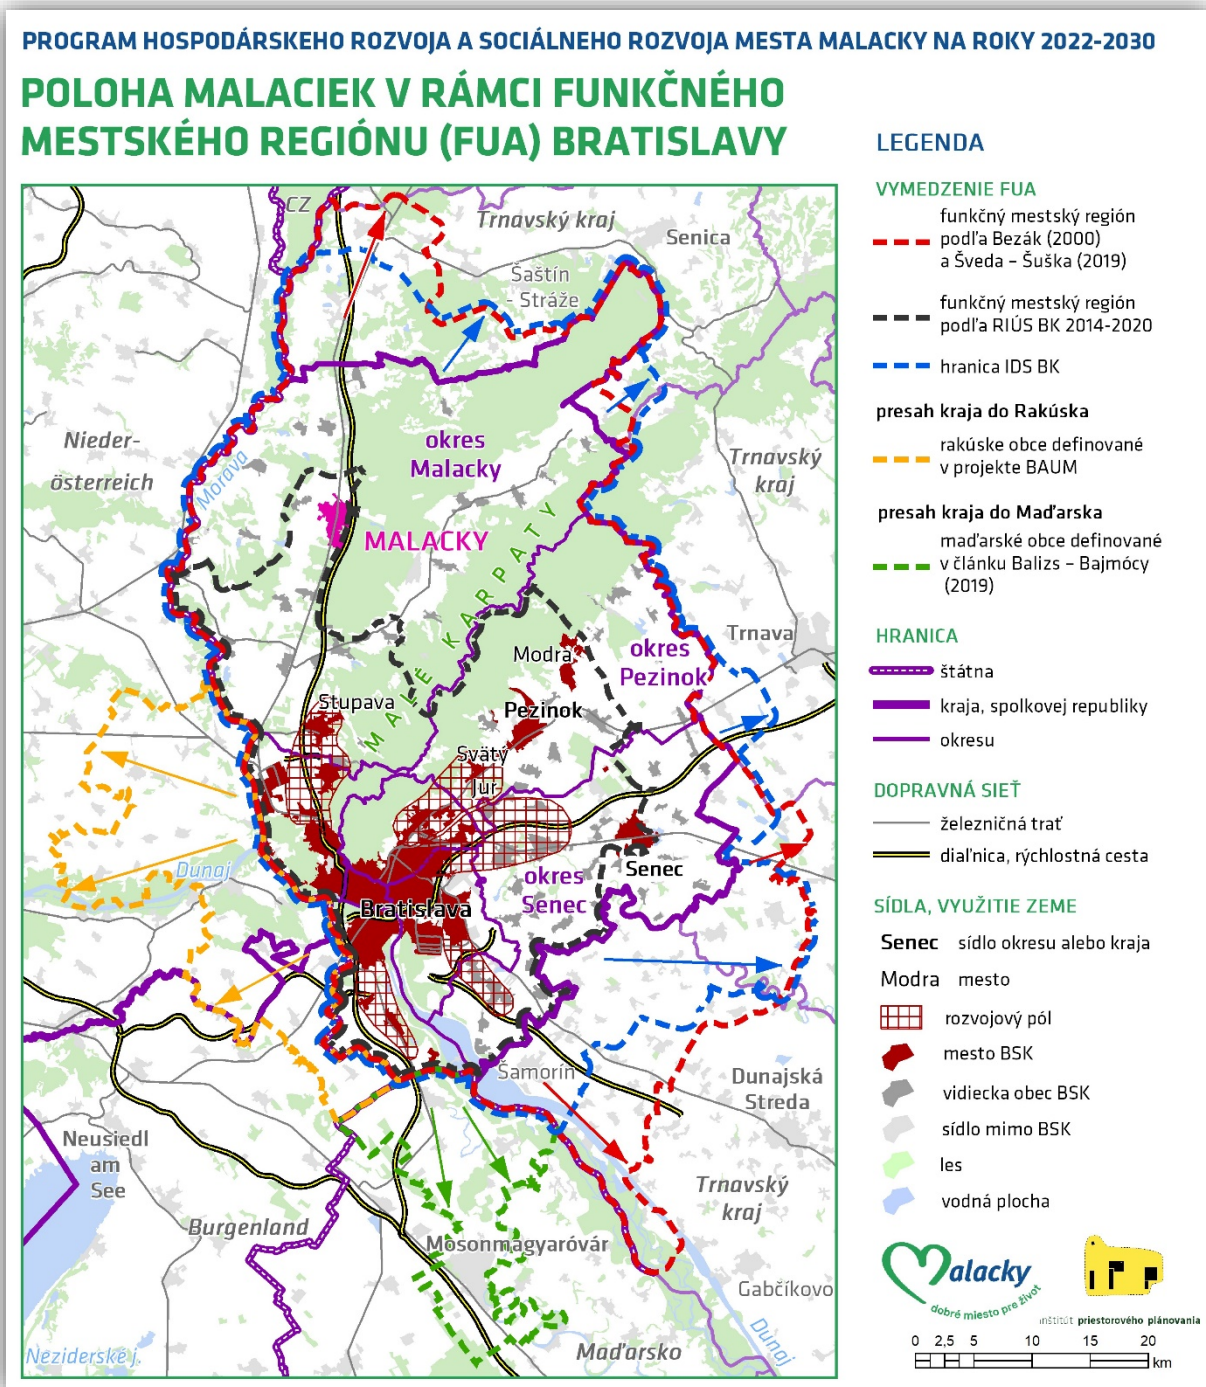 PROGRAM HOSPODÁRSKEHO ROZVOJA A SOCIÁLNEHO ROZVOJA MESTA MALACKY NA ROKY 2022-2030
POLOHA MALACIEK V RÁMCI FUNKČNÉHO
MESTSKÉHO REGIÓNU (FUA) BRATISLAVY
CZ
Trnavský kraj
Senica
Šaštín
- Stráže
Nieder-
österreich
Morava
okres
Malacky
Trnavský
kraj
MALACKY
MALÉ KARPATY
Modra
okres
Pezinok
Trnava
Stupava
Pezinok
Svätý
Jur
Dunaj
okres
Senec
Senec
Bratislava
Šamorín
Dunajská
Streda
Neusiedl
am
See
Trnavský
kraj
Burgenland
Mosonmagyaróvár
Gabčíkovo
Dunaj
Neziderské j.
Maďarsko
LEGENDA
VYMEDZENIE FUA
funkčný mestský región
podľa Bezák (2000)
a Šveda – Šuška (2019)
funkčný mestský región
podľa RIÚS BK 2014-2020
hranica IDS BK
presah kraja do Rakúska
rakúske obce definované
v projekte BAUM
presah kraja do Maďarska
maďarské obce definované
v článku Balizs – Bajmócy
(2019)
HRANICA
štátna
kraja, spolkovej republiky
okresu
DOPRAVNÁ SIEŤ
železničná trať
diaľnica, rýchlostná cesta
SÍDLA, VYUŽITIE ZEME
Senec sídlo okresu alebo kraja
Modra mesto
rozvojový pól
mesto BSK
vidiecka obec BSK
sídlo mimo BSK
les
vodná plocha
Malacky
dobré miesto pre život
inštitút priestorového plánovania
0 2,5 5 10 15 20
km